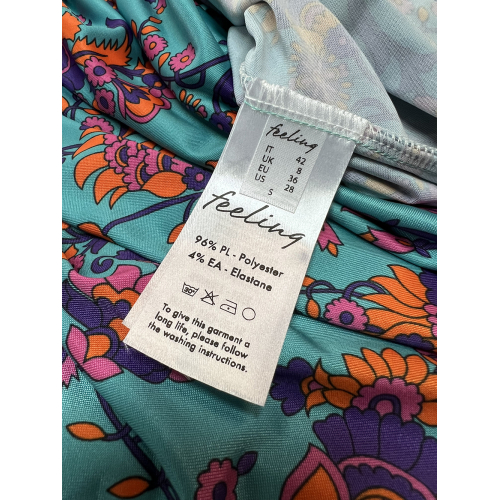 feeling
IT 42
UK 8
EU 36
US 28
S
feeling
96% PL - Polyester
4% EA - Elastane
30°
To give this garment a
long life, please follow
the washing instructions.